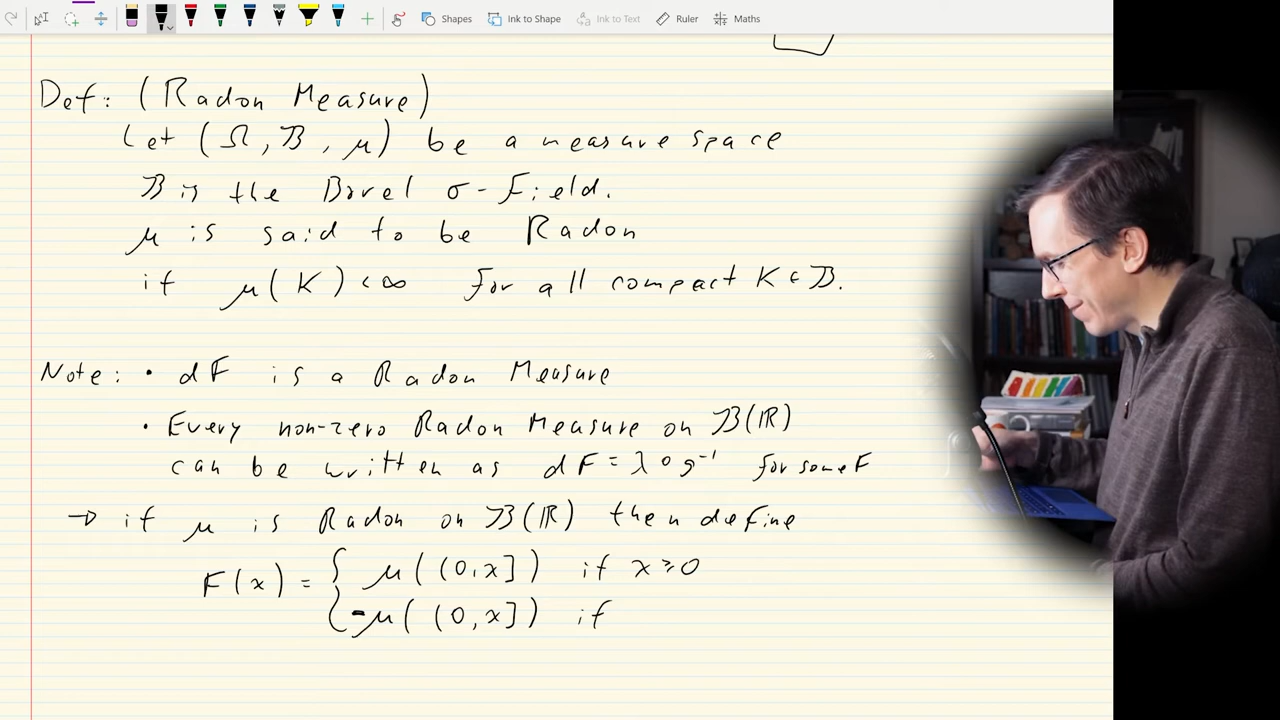 Shapes Ink to Shape Ink to Text Ruler Maths
Def: (Radon Measure)
Let (Ω, ℬ, μ) be a measure space
ℬ is the Borel σ-Field.
μ is said to be Radon
if μ(K) < ∞ for all compact K ∈ ℬ.
Note: • dF is a Radon Measure
• Every non-zero Radon Measure on ℬ(ℝ)
can be written as dF = λ ∘ g⁻¹ for some F
→ if μ is Radon on ℬ(ℝ) then define
F(x) = { μ((0, x]) if x ≥ 0
-μ((0, x]) if